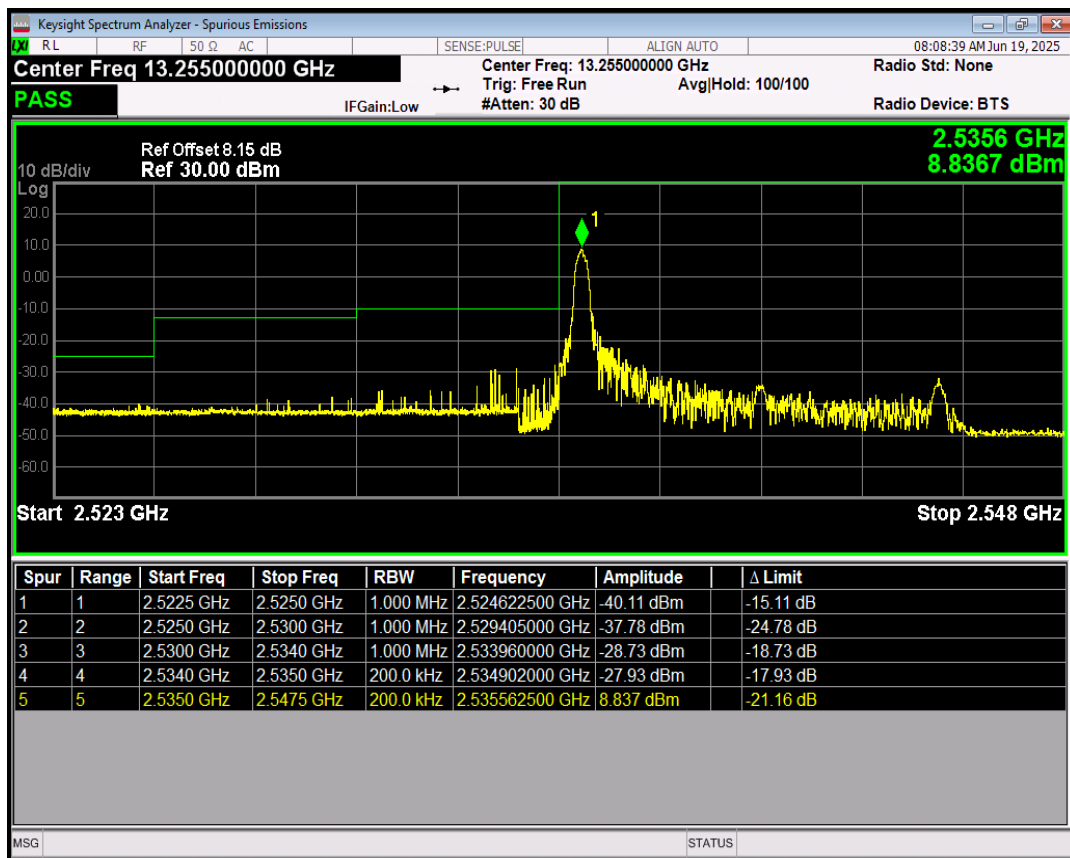 Keysight Spectrum Analyzer - Spurious Emissions
LXI RL RF 50 Ω AC SENSE:PULSE ALIGN AUTO 08:08:39 AM Jun 19, 2025
Center Freq 13.255000000 GHz Center Freq: 13.255000000 GHz Radio Std: None
Trig: Free Run Avg|Hold: 100/100
PASS IFGain:Low #Atten: 30 dB Radio Device: BTS
2.5356 GHz
Ref Offset 8.15 dB
10 dB/div Ref 30.00 dBm 8.8367 dBm
Log
20.0
1
10.0
0.00
-10.0
-20.0
-30.0
-40.0
-50.0
-60.0
Start 2.523 GHz Stop 2.548 GHz
Spur Range Start Freq Stop Freq RBW Frequency Amplitude Δ Limit
1 1 2.5225 GHz 2.5250 GHz 1.000 MHz 2.524622500 GHz -40.11 dBm -15.11 dB
2 2 2.5250 GHz 2.5300 GHz 1.000 MHz 2.529405000 GHz -37.78 dBm -24.78 dB
3 3 2.5300 GHz 2.5340 GHz 1.000 MHz 2.533960000 GHz -28.73 dBm -18.73 dB
4 4 2.5340 GHz 2.5350 GHz 200.0 kHz 2.534902000 GHz -27.93 dBm -17.93 dB
5 5 2.5350 GHz 2.5475 GHz 200.0 kHz 2.535562500 GHz 8.837 dBm -21.16 dB
MSG STATUS